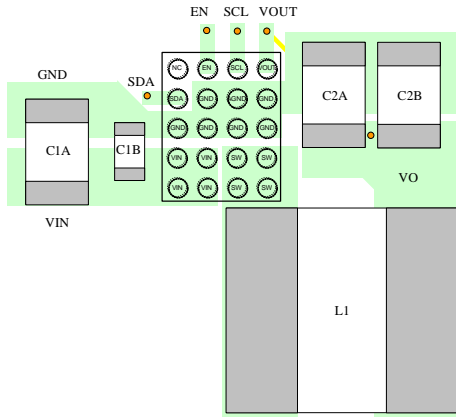 EN SCL VOUT
GND
SDA
NC EN SCL VOUT
SDA GND GND GND
GND GND GND GND
VIN VIN SW SW
VIN VIN SW SW
C1A
C1B
C2A
C2B
VIN
VO
L1